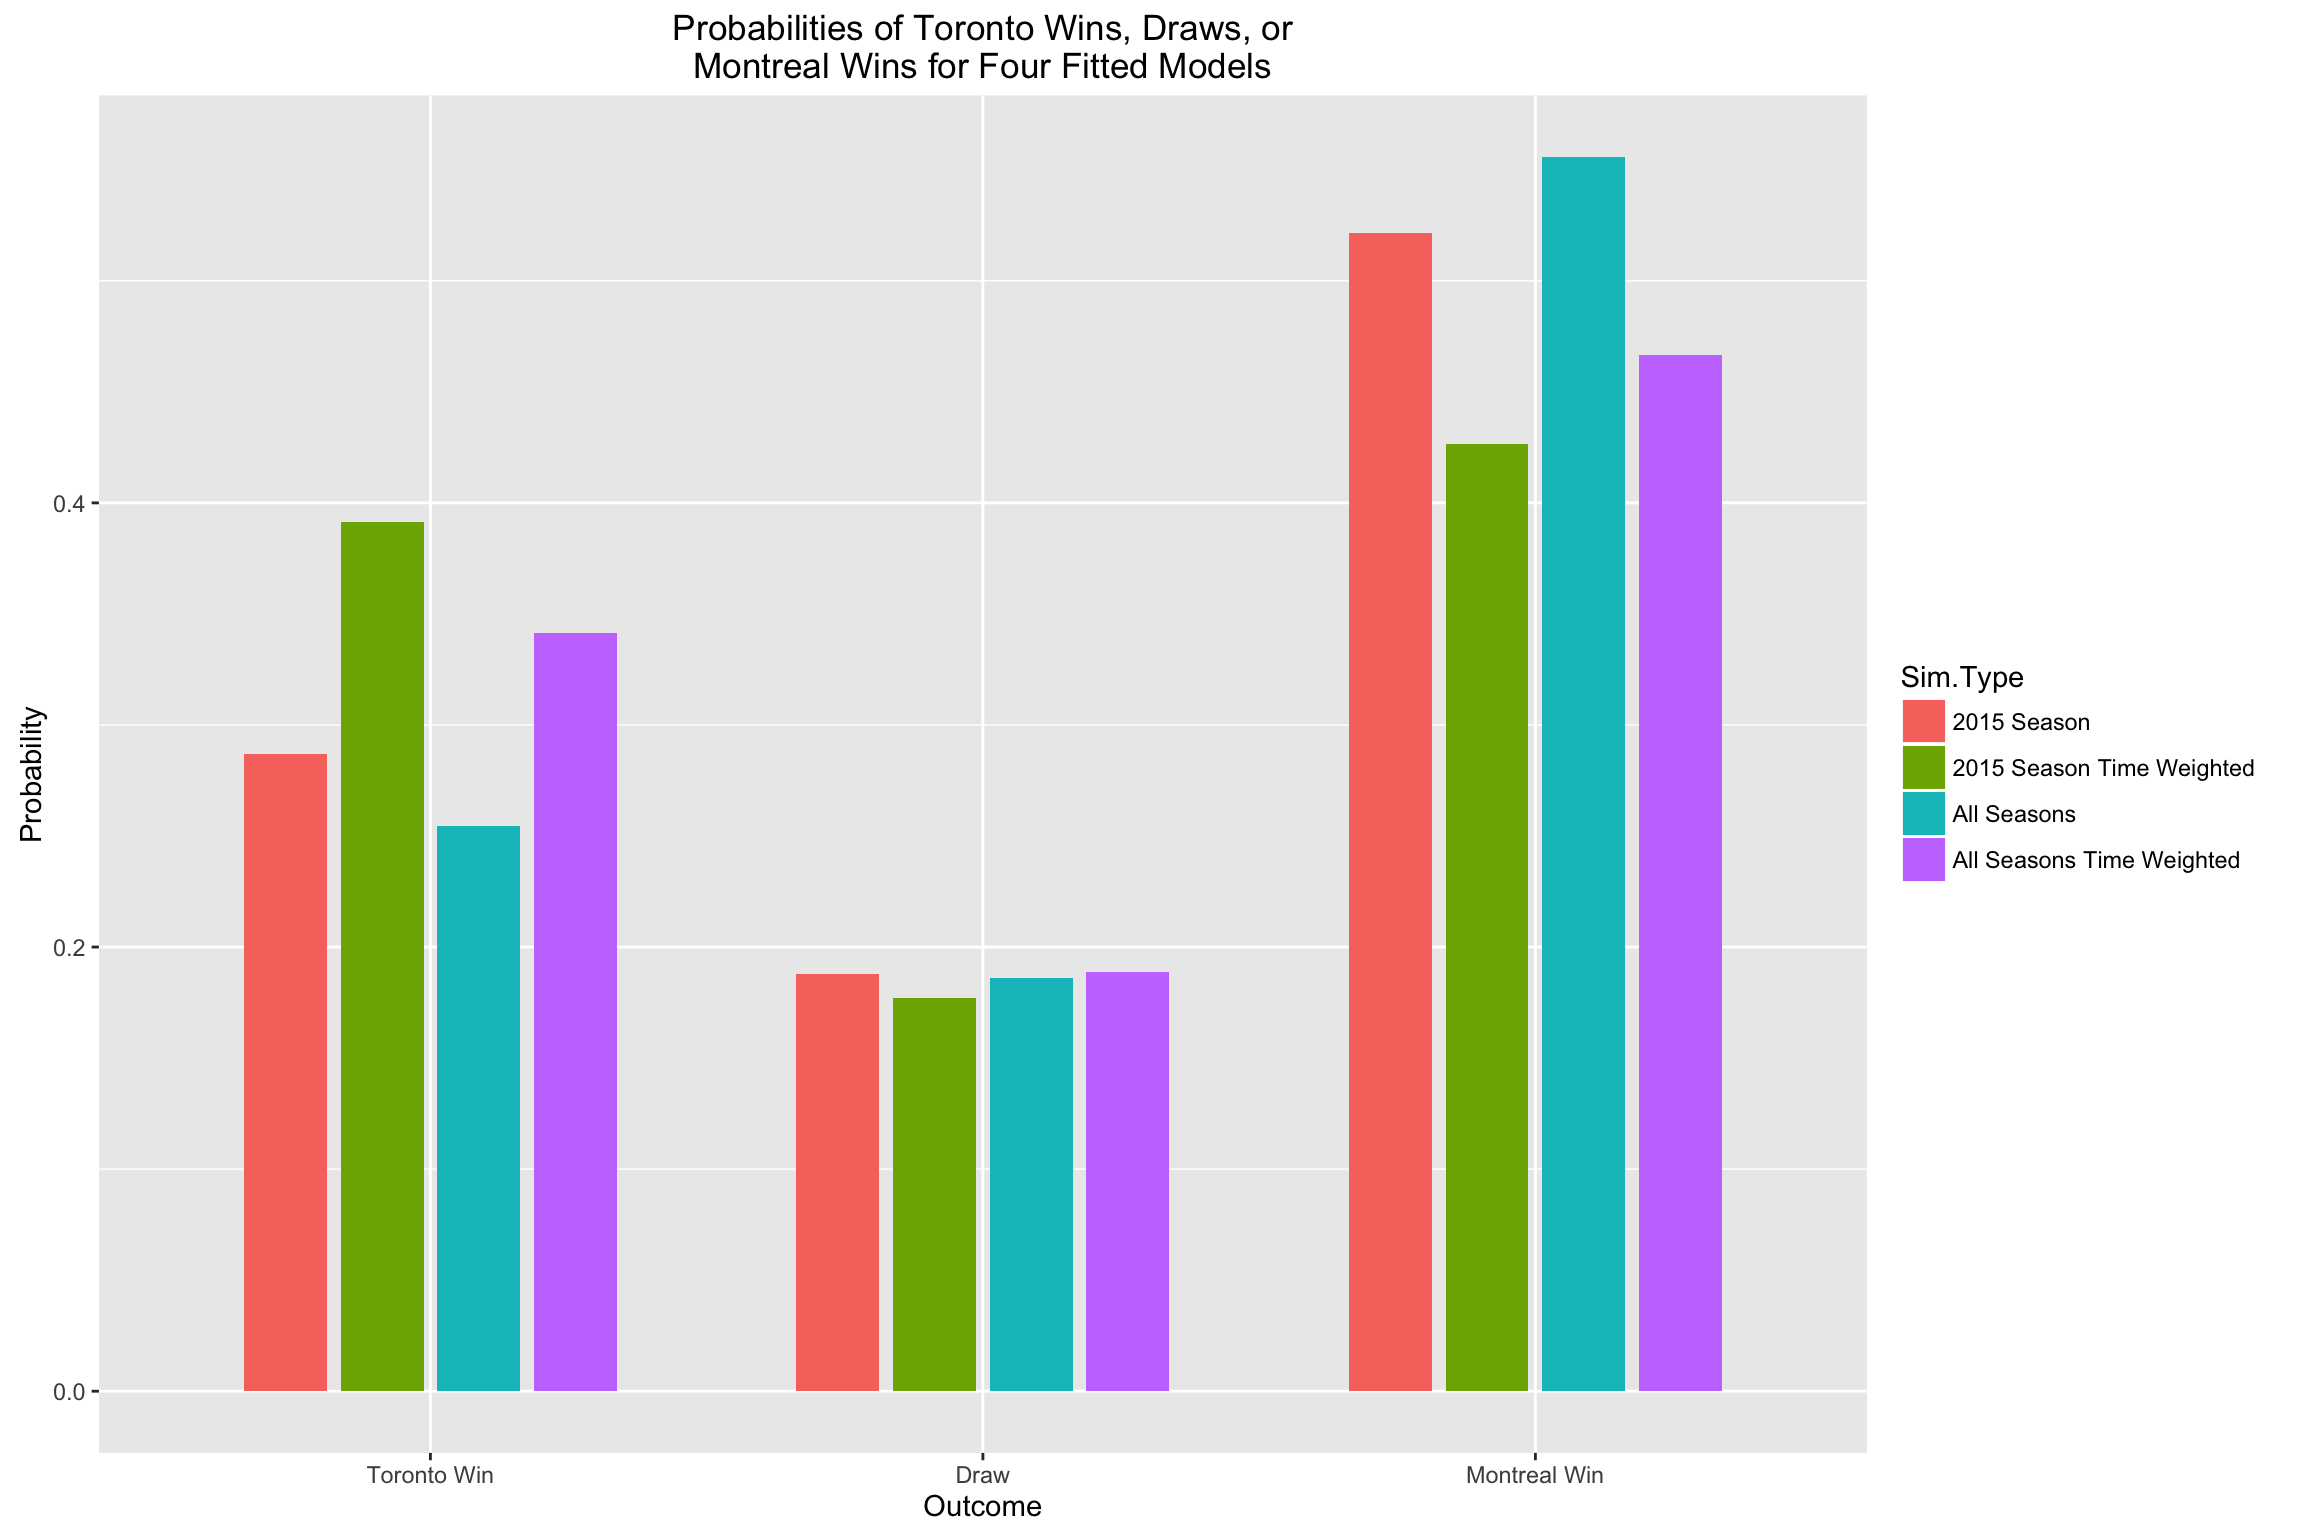 Probabilities of Toronto Wins, Draws, or
Montreal Wins for Four Fitted Models
Probability
0.4
0.2
0.0
Toronto Win
Draw
Montreal Win
Outcome
Sim.Type
2015 Season
2015 Season Time Weighted
All Seasons
All Seasons Time Weighted